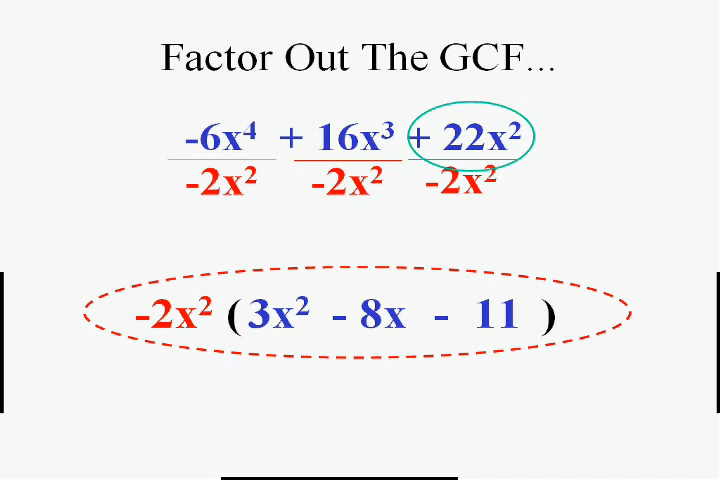 Factor Out The GCF...
-6x⁴ + 16x³ + 22x²
-2x² -2x² -2x²
-2x² ( 3x² - 8x - 11 )